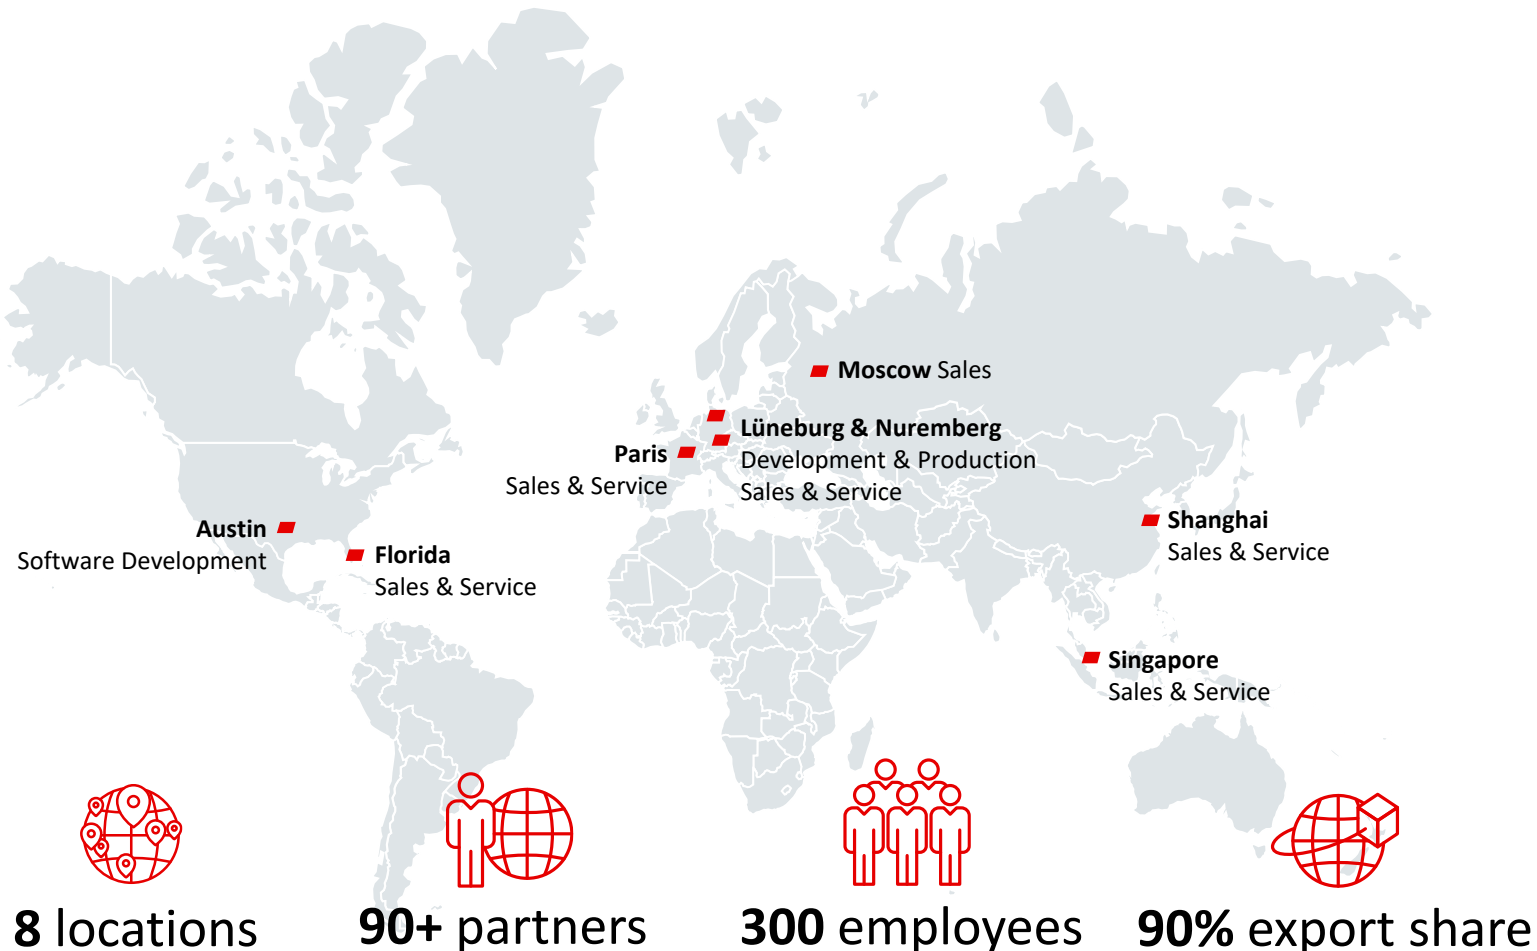 Moscow Sales
Lüneburg & Nuremberg
Development & Production
Sales & Service
Paris
Sales & Service
Austin
Software Development
Florida
Sales & Service
Shanghai
Sales & Service
Singapore
Sales & Service
8 locations
90+ partners
300 employees
90% export share